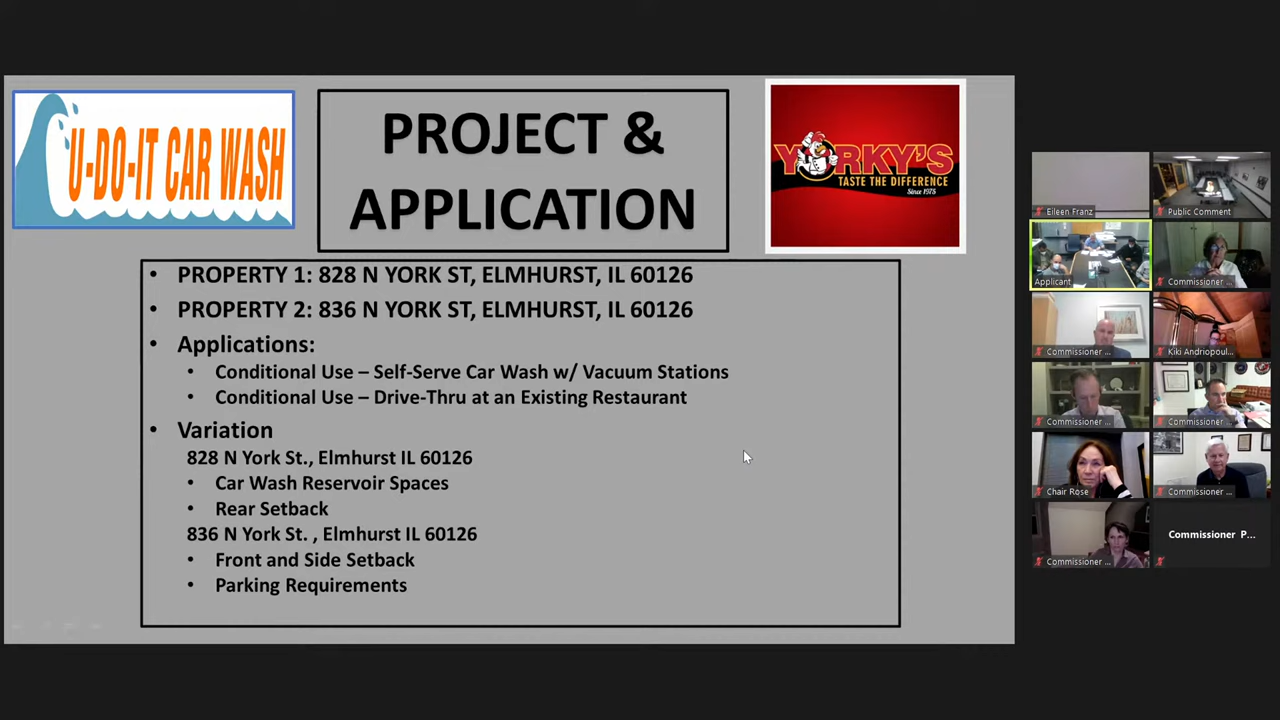 U-DO-IT CAR WASH
PROJECT &
APPLICATION
YORKY'S
TASTE THE DIFFERENCE
Since 1975
• PROPERTY 1: 828 N YORK ST, ELMHURST, IL 60126
• PROPERTY 2: 836 N YORK ST, ELMHURST, IL 60126
• Applications:
• Conditional Use – Self-Serve Car Wash w/ Vacuum Stations
• Conditional Use – Drive-Thru at an Existing Restaurant
• Variation
828 N York St., Elmhurst IL 60126
• Car Wash Reservoir Spaces
• Rear Setback
836 N York St. , Elmhurst IL 60126
• Front and Side Setback
• Parking Requirements
Eileen Franz
Public Comment
Applicant
Commissioner ...
Commissioner ...
Kiki Andriopoul...
Commissioner ...
Commissioner ...
Chair Rose
Commissioner ...
Commissioner ...
Commissioner P...